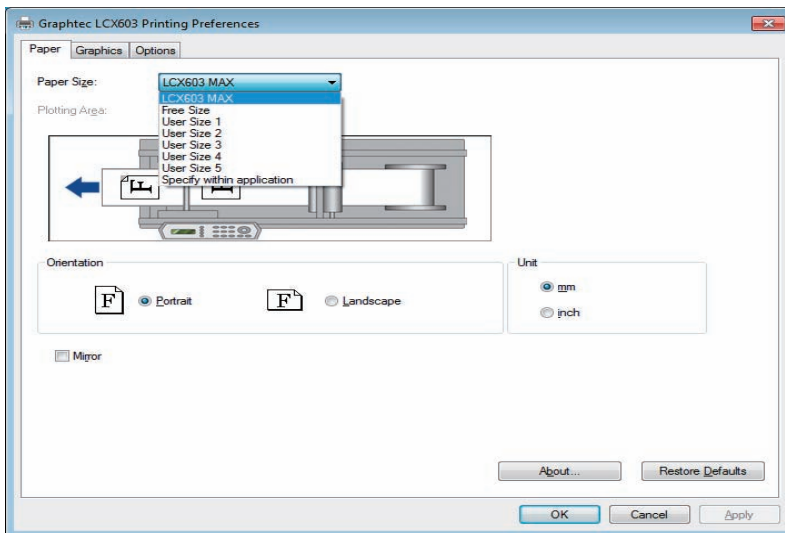 Graphtec LCX603 Printing Preferences
Paper Graphics Options
Paper Size: LCX603 MAX
LCX603 MAX
Plotting Area: Free Size
User Size 1
User Size 2
User Size 3
User Size 4
User Size 5
Specify within application
Orientation
F Portrait F Landscape
Unit
mm
inch
Mirror
About... Restore Defaults
OK Cancel Apply